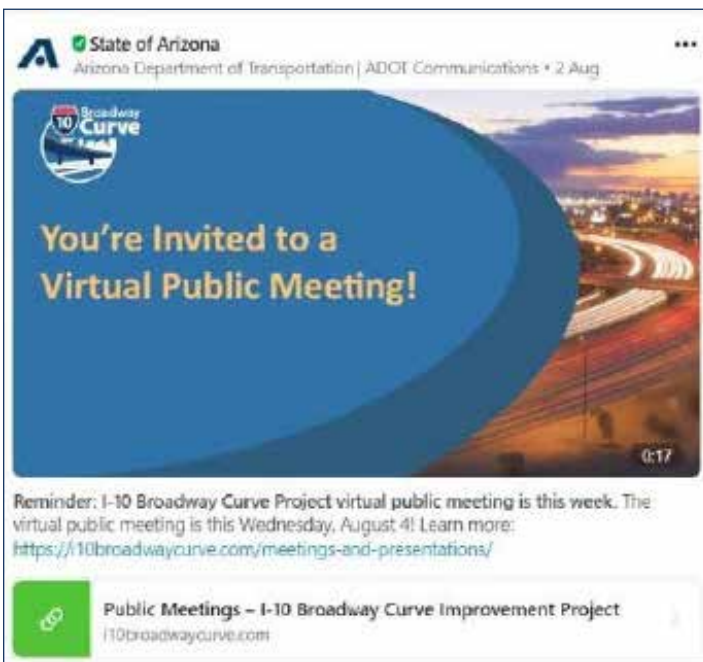 State of Arizona
Arizona Department of Transportation | ADOT Communications • 2 Aug
10
Broadway
Curve
You're Invited to a
Virtual Public Meeting!
0:17
Reminder: I-10 Broadway Curve Project virtual public meeting is this week. The
virtual public meeting is this Wednesday, August 4! Learn more:
https://i10broadwaycurve.com/meetings-and-presentations/
Public Meetings – I-10 Broadway Curve Improvement Project
i10broadwaycurve.com